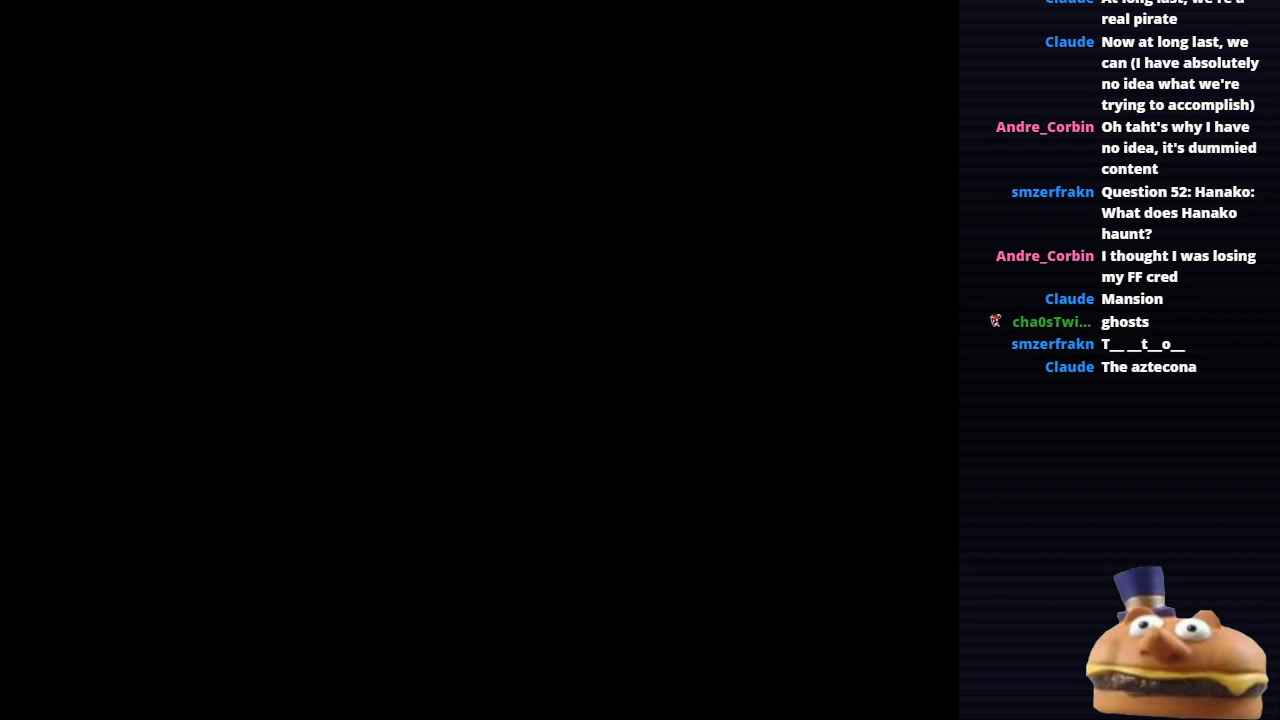 real pirate
Claude Now at long last, we
can (I have absolutely
no idea what we're
trying to accomplish)
Andre_Corbin Oh taht's why I have
no idea, it's dummied
content
smzerfrakn Question 52: Hanako:
What does Hanako
haunt?
Andre_Corbin I thought I was losing
my FF cred
Claude Mansion
cha0sTwi... ghosts
smzerfrakn T__ __t__o__
Claude The aztecona